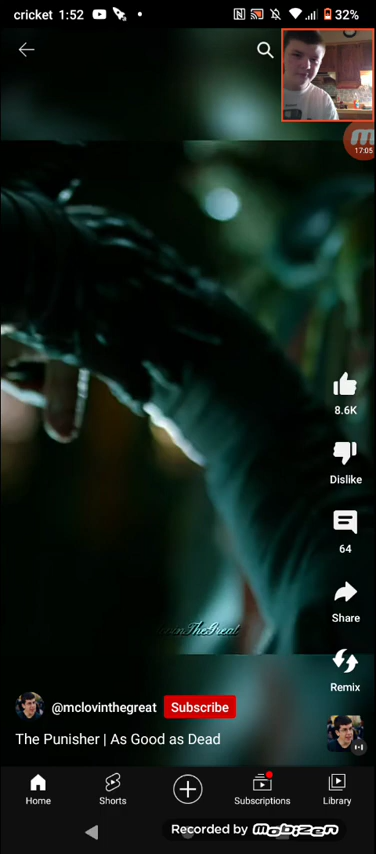 cricket 1:52
32%
17:05
8.6K
Dislike
64
Share
TheGreat
Remix
@mclovinthegreat Subscribe
The Punisher | As Good as Dead
Home Shorts Subscriptions Library
Recorded by mobizen